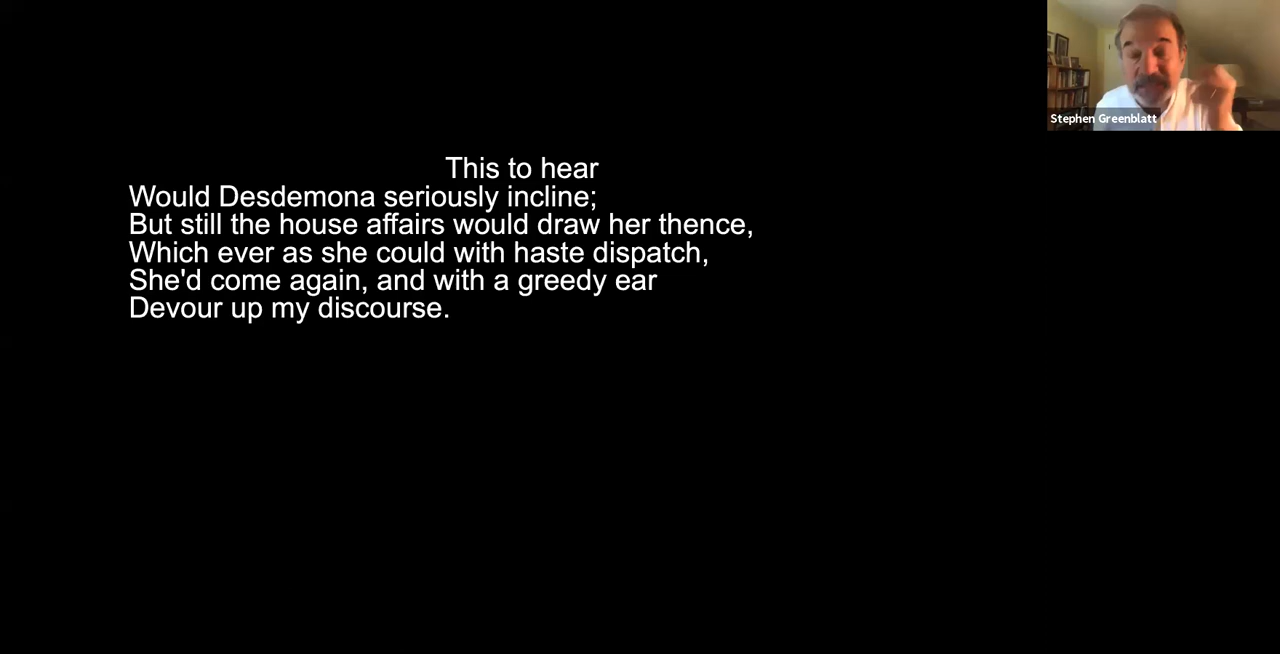 Stephen Greenblatt
This to hear
Would Desdemona seriously incline;
But still the house affairs would draw her thence,
Which ever as she could with haste dispatch,
She'd come again, and with a greedy ear
Devour up my discourse.